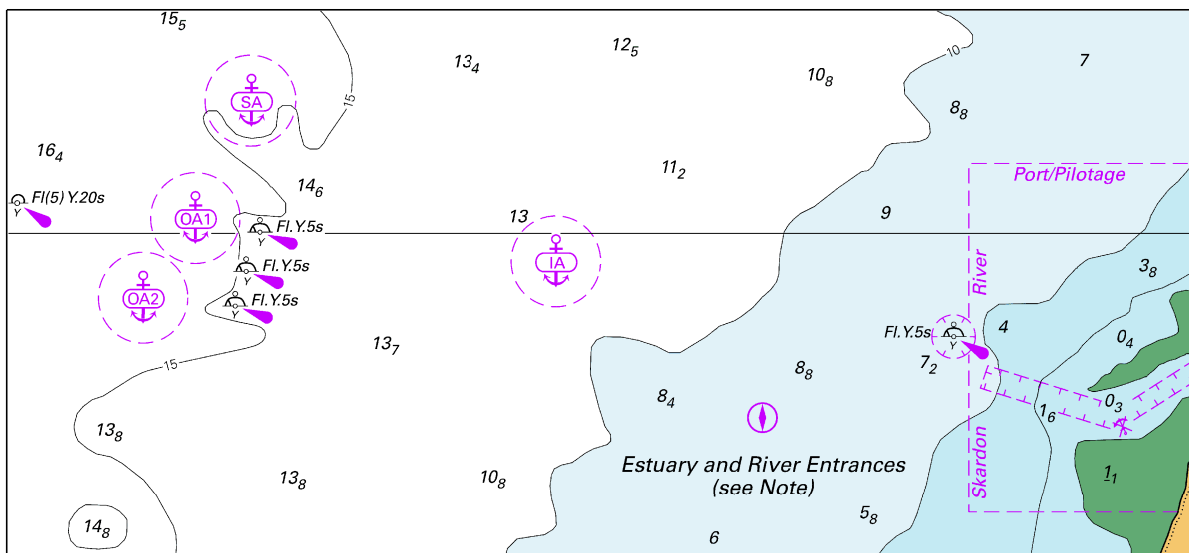 15₅
12₅
13₄
10₈
7
10
15
SA
8₈
16₄
11₂
14₆
Port/Pilotage
Fl(5) Y.20s
Y
OA1
Fl.Y.5s
Y
13
9
IA
Fl.Y.5s
Y
3₈
River
OA2
Fl.Y.5s
Y
Fl.Y.5s
Y
4
0₄
13₇
15
7₂
8₈
8₄
0₃
1₆
13₈
Estuary and River Entrances
(see Note)
Skardon
1₁
13₈
10₈
14₈
5₈
6